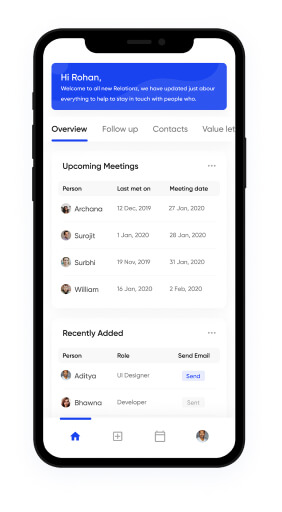 Hi Rohan,
Welcome to all new Relationz, we have updated just abour
everything to help to stay in touch with people who.
Overview Follow up Contacts Value let
Upcoming Meetings
Person Last met on Meeting date
Archana 12 Dec, 2019 27 Jan, 2020
Surojit 1 Jan, 2020 28 Jan, 2020
Surbhi 19 Nov, 2019 31 Jan, 2020
William 16 Jan, 2020 2 Feb, 2020
Recently Added
Person Role Send Email
Aditya UI Designer Send
Bhawna Developer Sent